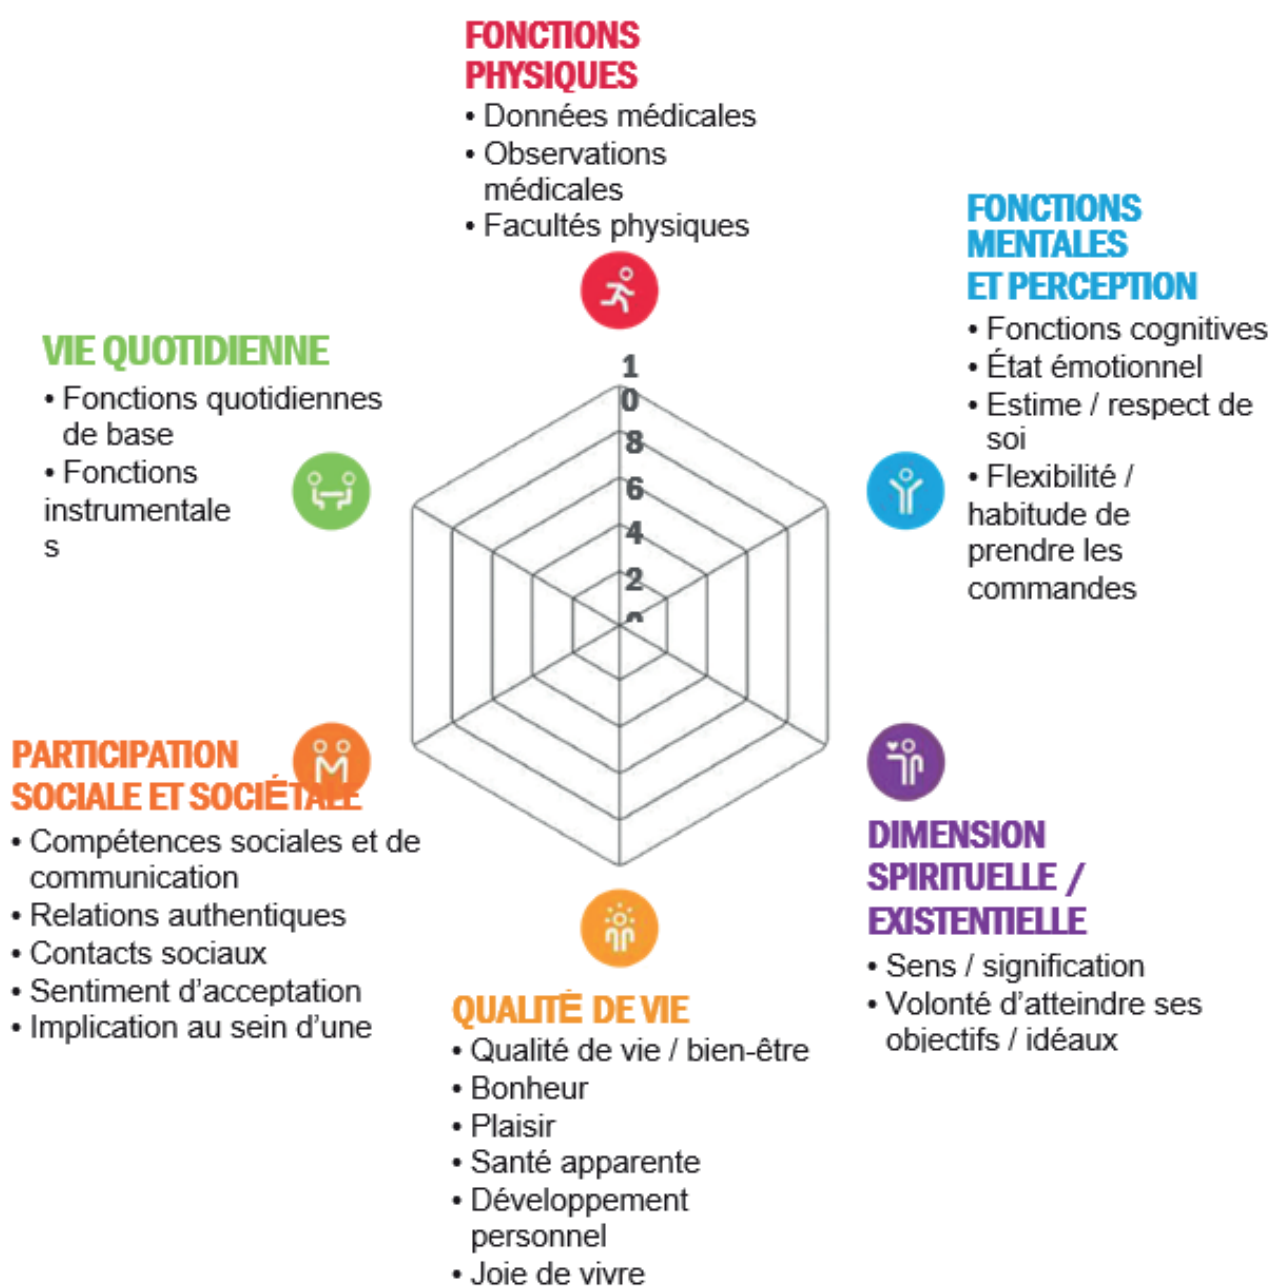 FONCTIONS
PHYSIQUES
• Données médicales
• Observations
médicales
• Facultés physiques
FONCTIONS
MENTALES
ET PERCEPTION
• Fonctions cognitives
• État émotionnel
• Estime / respect de
soi
• Flexibilité /
habitude de
prendre les
commandes
VIE QUOTIDIENNE
• Fonctions quotidiennes
de base
• Fonctions
instrumentale
s
1
0
8
6
4
2
0
PARTICIPATION
SOCIALE ET SOCIÉTALE
• Compétences sociales et de
communication
• Relations authentiques
• Contacts sociaux
• Sentiment d’acceptation
• Implication au sein d’une
DIMENSION
SPIRITUELLE /
EXISTENTIELLE
• Sens / signification
• Volonté d’atteindre ses
objectifs / idéaux
QUALITÉ DE VIE
• Qualité de vie / bien-être
• Bonheur
• Plaisir
• Santé apparente
• Développement
personnel
• Joie de vivre